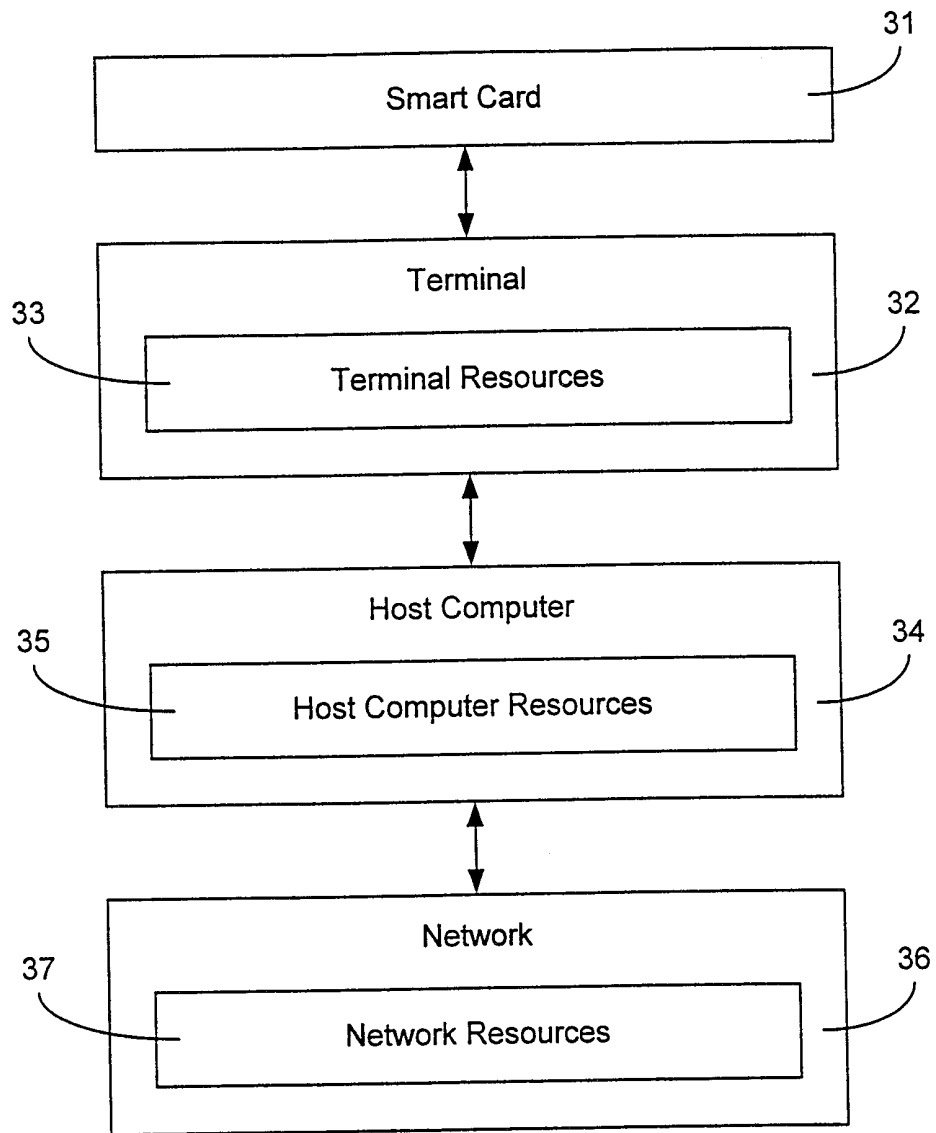 31
Smart Card
Terminal
33
32
Terminal Resources
Host Computer
35
34
Host Computer Resources
Network
37
36
Network Resources